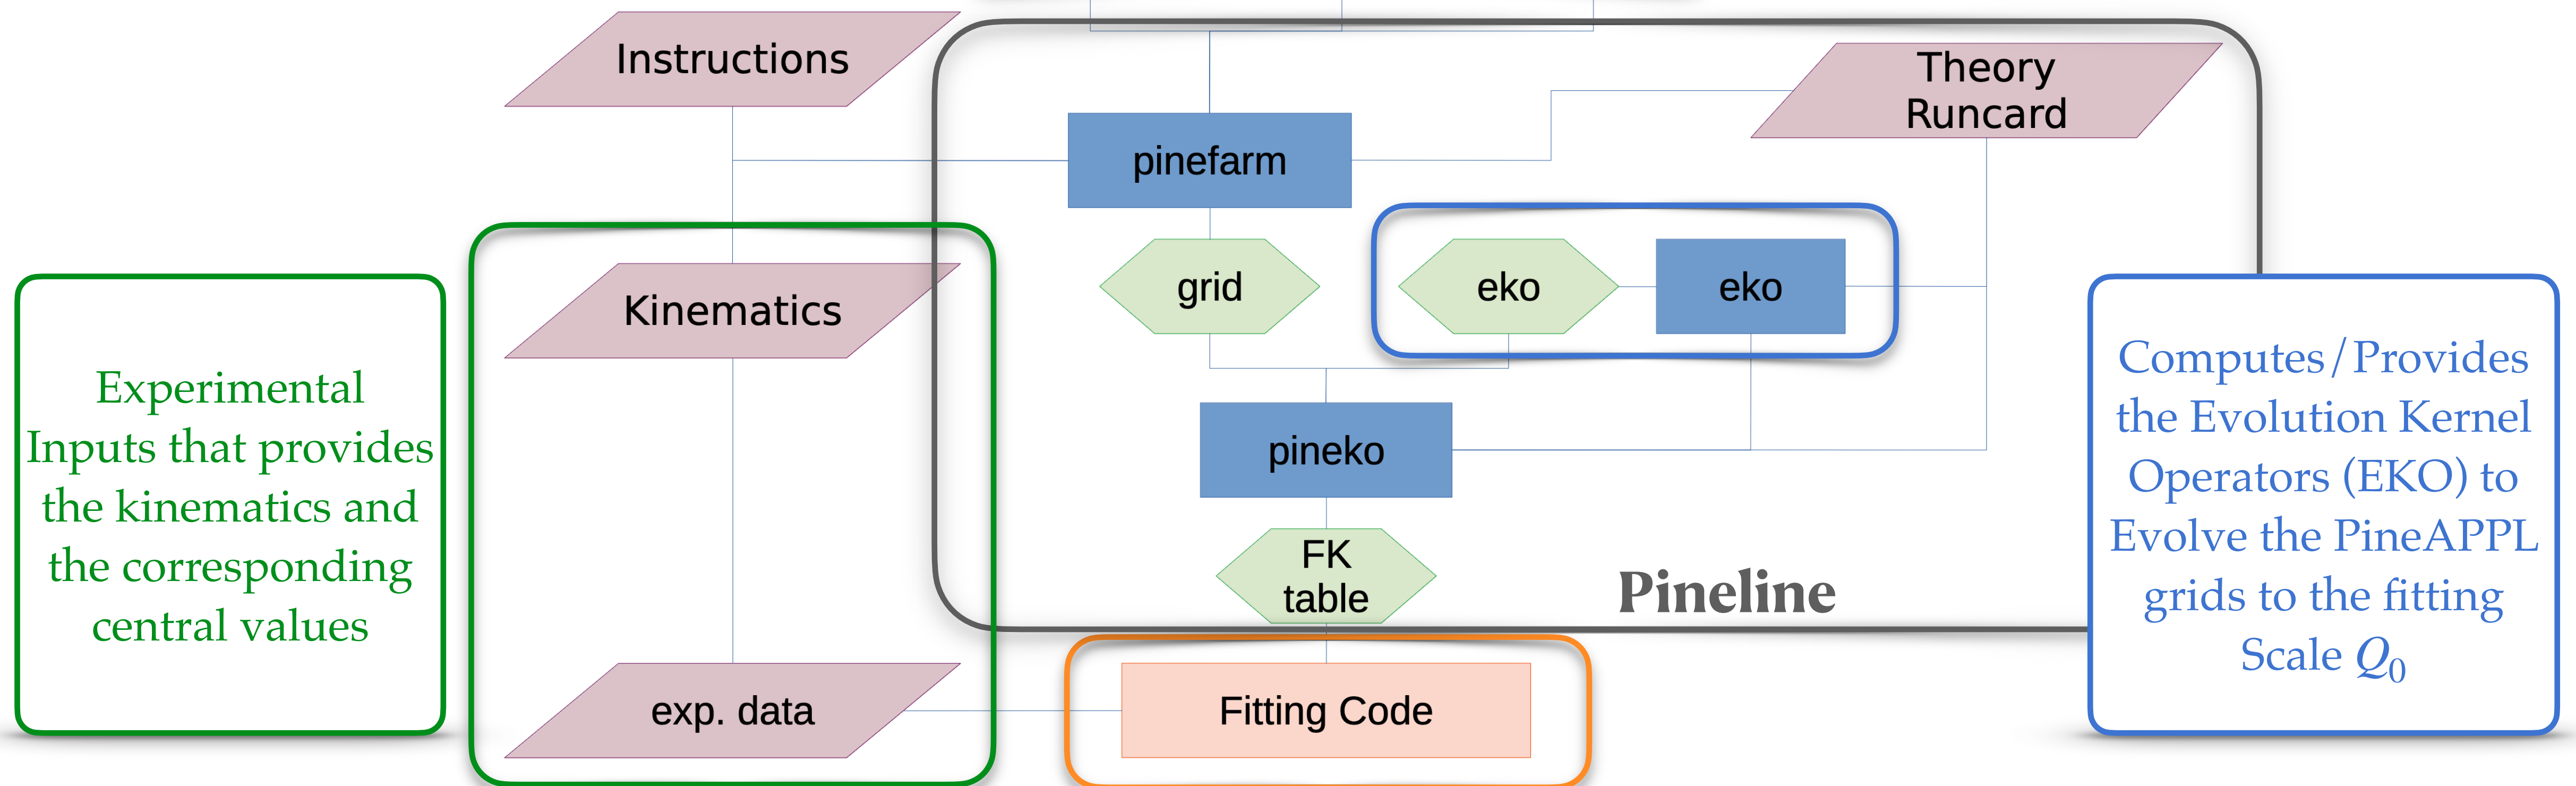 Instructions
Theory
Runcard
pinefarm
grid
eko
eko
Kinematics
Experimental
Inputs that provides
the kinematics and
the corresponding
central values
Computes/Provides
the Evolution Kernel
Operators (EKO) to
Evolve the PineAPPL
grids to the fitting
Scale Q0
pineko
FK
table
Pineline
exp. data
Fitting Code